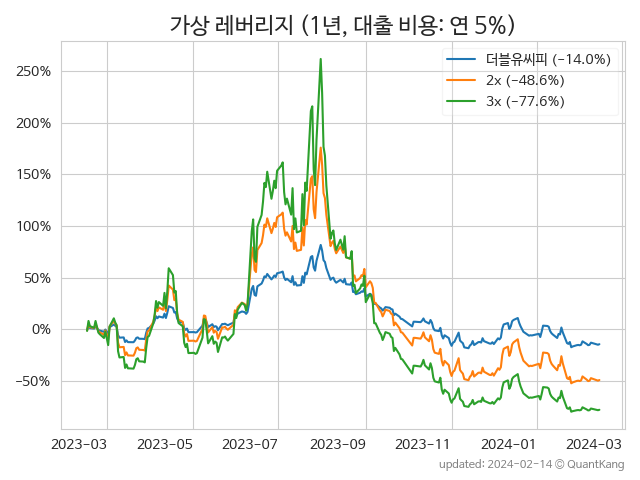 가상 레버리지 (1년, 대출 비용: 연 5%)
더블유씨피 (-14.0%)
2x (-48.6%)
3x (-77.6%)
250%
200%
150%
100%
50%
0%
-50%
2023-03
2023-05
2023-07
2023-09
2023-11
2024-01
2024-03
updated: 2024-02-14 © QuantKang